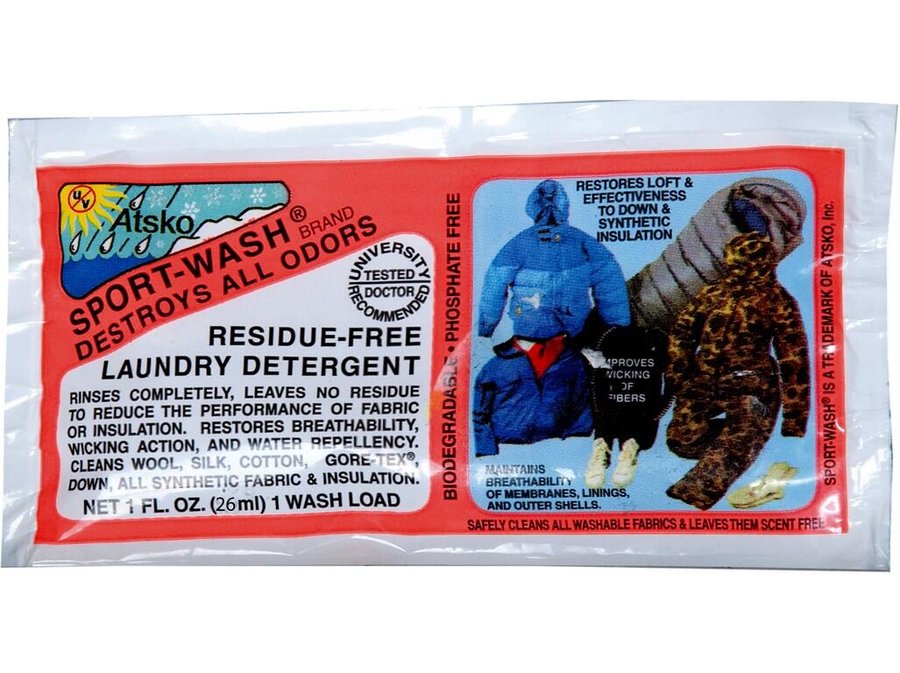 U/V
Atsko
SPORT-WASH® BRAND
DESTROYS ALL ODORS
UNIVERSITY
TESTED
DOCTOR
RECOMMENDED
RESIDUE-FREE
LAUNDRY DETERGENT
RINSES COMPLETELY, LEAVES NO RESIDUE
TO REDUCE THE PERFORMANCE OF FABRIC
OR INSULATION. RESTORES BREATHABILITY,
WICKING ACTION, AND WATER REPELLENCY.
CLEANS WOOL, SILK, COTTON, GORE-TEX®,
DOWN, ALL SYNTHETIC FABRIC & INSULATION.
NET 1 FL. OZ. (26ml) 1 WASH LOAD
BIODEGRADABLE • PHOSPHATE FREE
RESTORES LOFT &
EFFECTIVENESS
TO DOWN &
SYNTHETIC
INSULATION
IMPROVES
WICKING
OF
FIBERS
MAINTAINS
BREATHABILITY
OF MEMBRANES, LININGS,
AND OUTER SHELLS.
SAFELY CLEANS ALL WASHABLE FABRICS & LEAVES THEM SCENT FREE
SPORT-WASH® IS A TRADEMARK OF ATSKO, Inc.